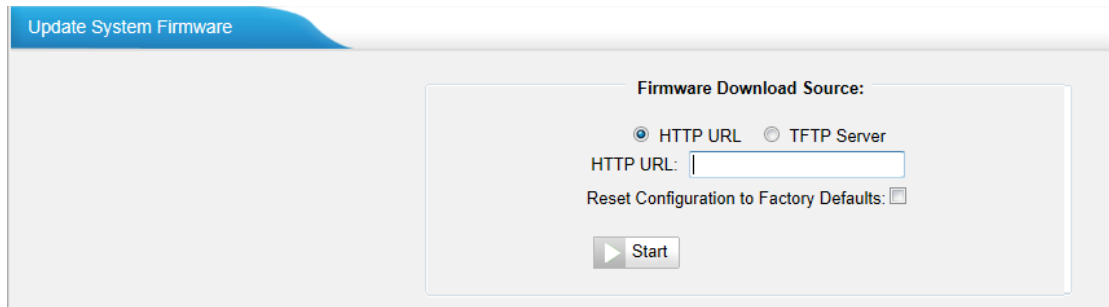 Update System Firmware
Firmware Download Source:
HTTP URL TFTP Server
HTTP URL:
Reset Configuration to Factory Defaults:
Start